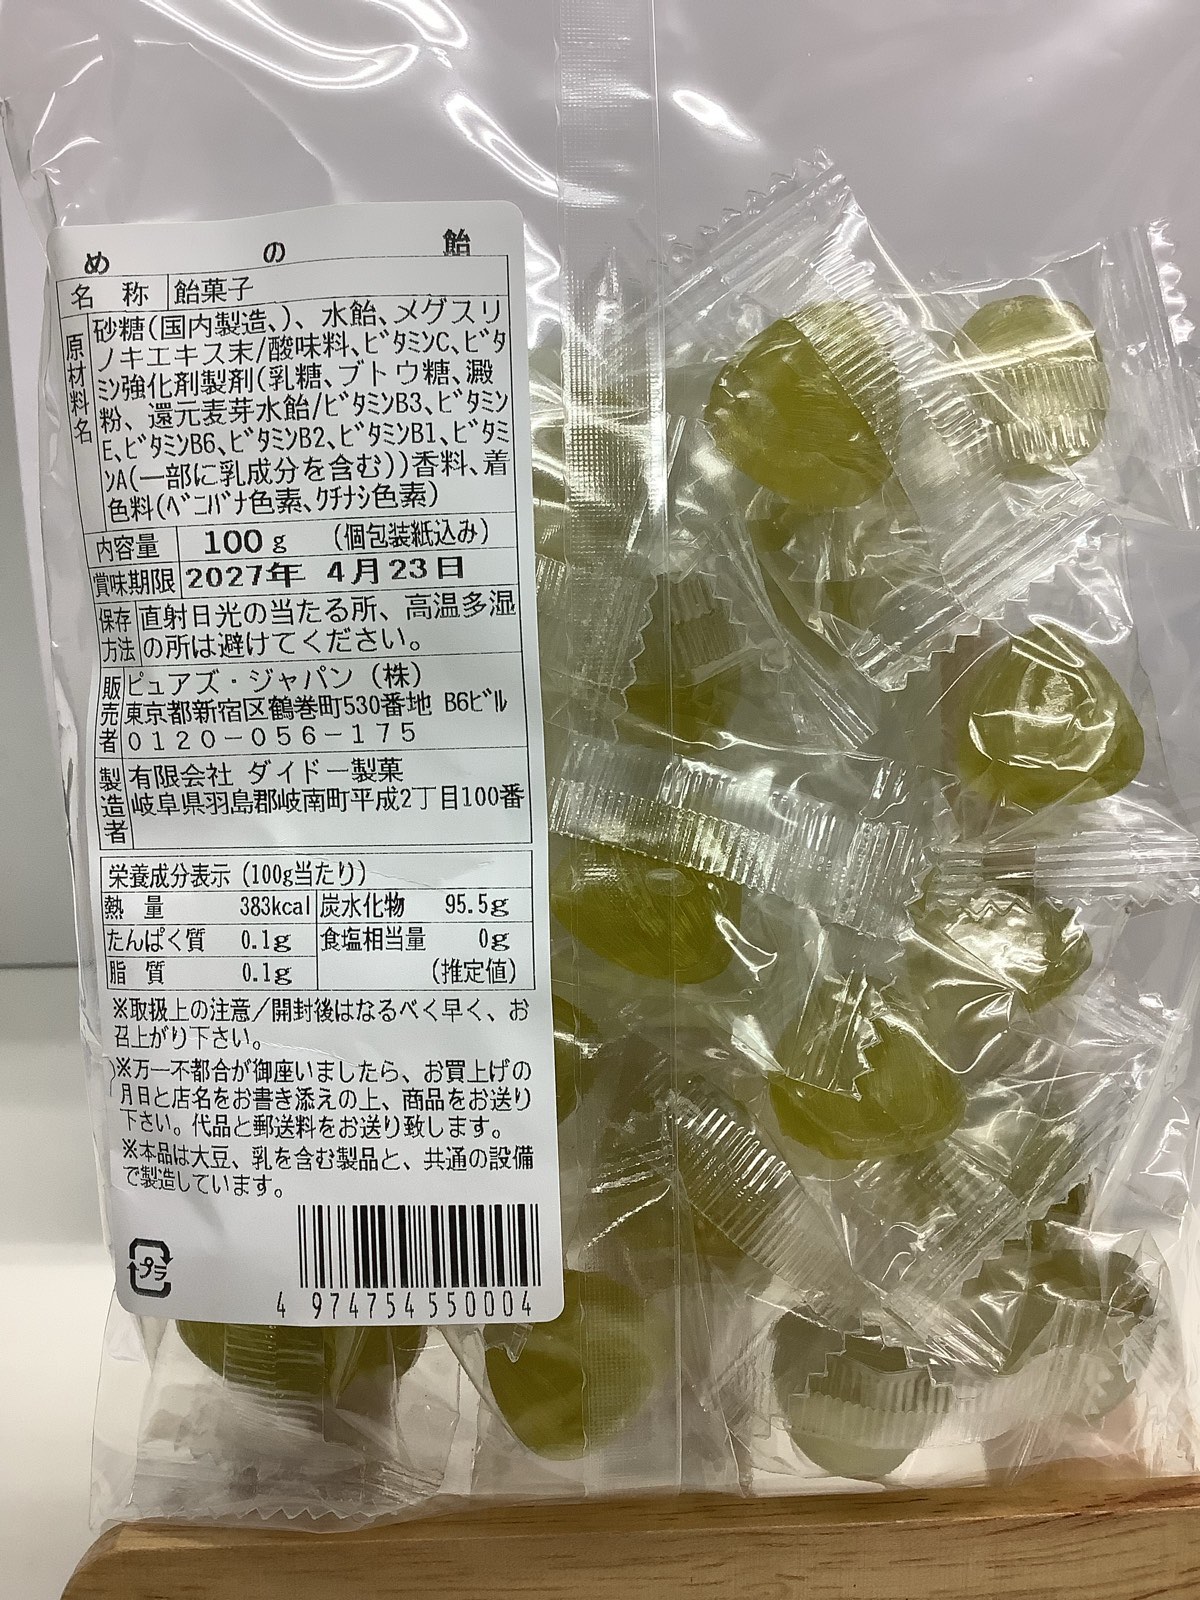 めの飴
名称 飴菓子
原材料名 砂糖(国内製造、)、水飴、メグスリ
ノキエキス末/酸味料、ビタミンC、ビタ
ミン強化剤製剤(乳糖、ブドウ糖、澱
粉、還元麦芽水飴/ビタミンB3、ビタミン
E、ビタミンB6、ビタミンB2、ビタミンB1、ビタミ
ンA(一部に乳成分を含む))香料、着
色料(ベニバナ色素、クチナシ色素)
内容量 100g (個包装紙込み)
賞味期限 2027年 4月23日
保存方法 直射日光の当たる所、高温多湿
の所は避けてください。
販売者 ピュアズ・ジャパン(株)
東京都新宿区鶴巻町530番地 B6ビル
0120-056-175
製造者 有限会社 ダイドー製菓
岐阜県羽島郡岐南町平成2丁目100番
栄養成分表示(100g当たり)
熱量 383kcal 炭水化物 95.5g
たんぱく質 0.1g 食塩相当量 0g
脂質 0.1g (推定値)
※取扱上の注意/開封後はなるべく早く、お
召上がり下さい。
※万一不都合が御座いましたら、お買上げの
月日と店名をお書き添えの上、商品をお送り
下さい。代品と郵送料をお送り致します。
※本品は大豆、乳を含む製品と、共通の設備
で製造しています。
プラ
4 974754 550004